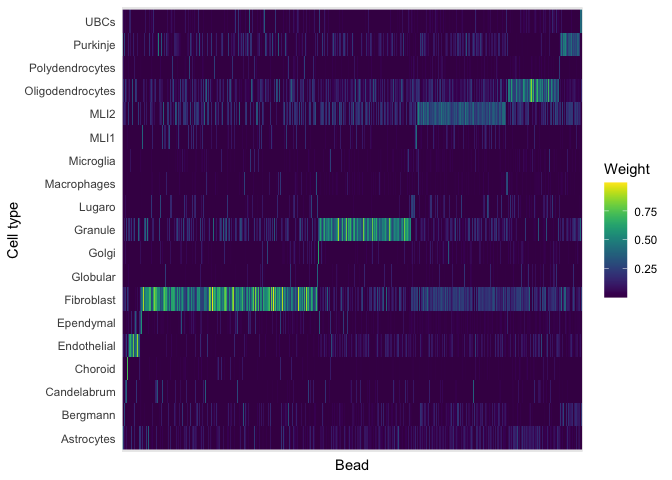 UBCs
Purkinje
Polydendrocytes
Oligodendrocytes
MLI2
MLI1
Microglia
Macrophages
Lugaro
Granule
Golgi
Globular
Fibroblast
Ependymal
Endothelial
Choroid
Candelabrum
Bergmann
Astrocytes
Cell type
Bead
Weight
0.75
0.50
0.25